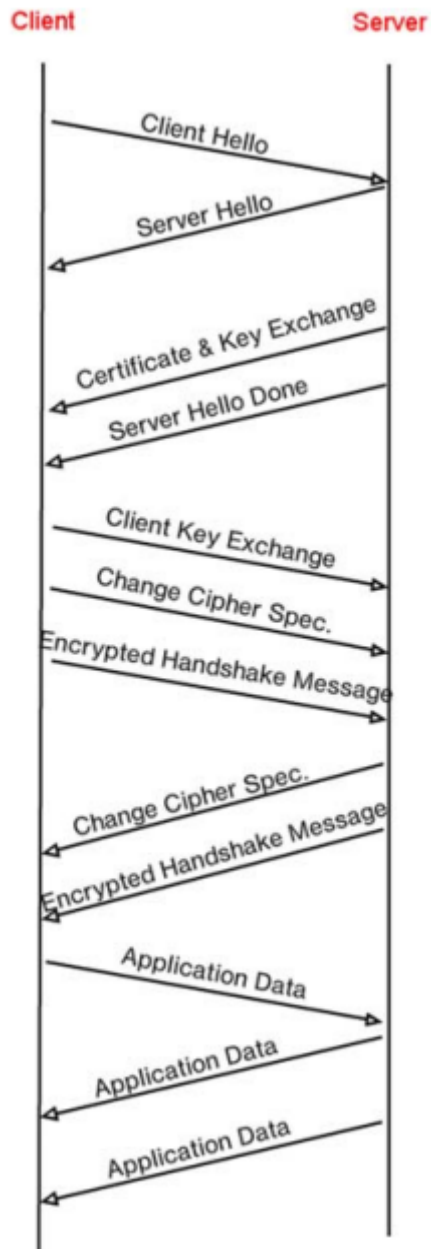 Client
Server
Client Hello
Server Hello
Certificate & Key Exchange
Server Hello Done
Client Key Exchange
Change Cipher Spec.
Encrypted Handshake Message
Change Cipher Spec.
Encrypted Handshake Message
Application Data
Application Data
Application Data